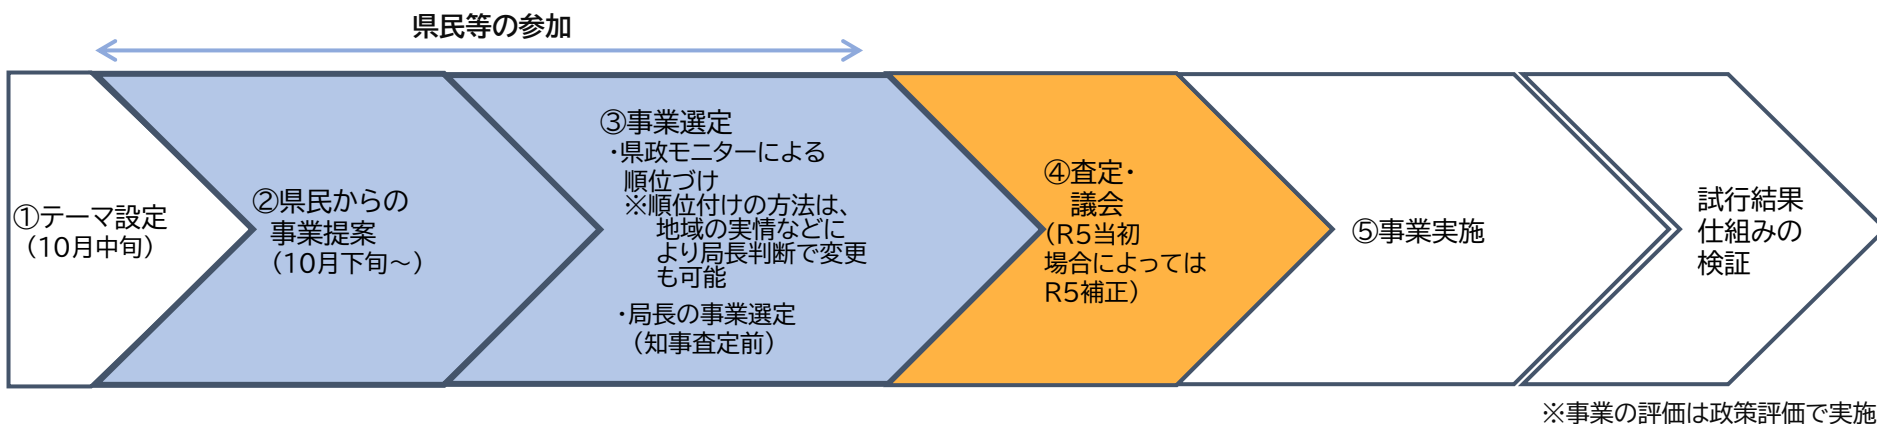 県民等の参加
①テーマ設定
（10月中旬）
②県民からの
事業提案
（10月下旬～）
③事業選定
・県政モニターによる
順位づけ
※順位付けの方法は、
地域の実情などに
より局長判断で変更
も可能
・局長の事業選定
（知事査定前）
④査定・
議会
（R5当初
場合によっては
R5補正）
⑤事業実施
試行結果
仕組みの
検証
※事業の評価は政策評価で実施